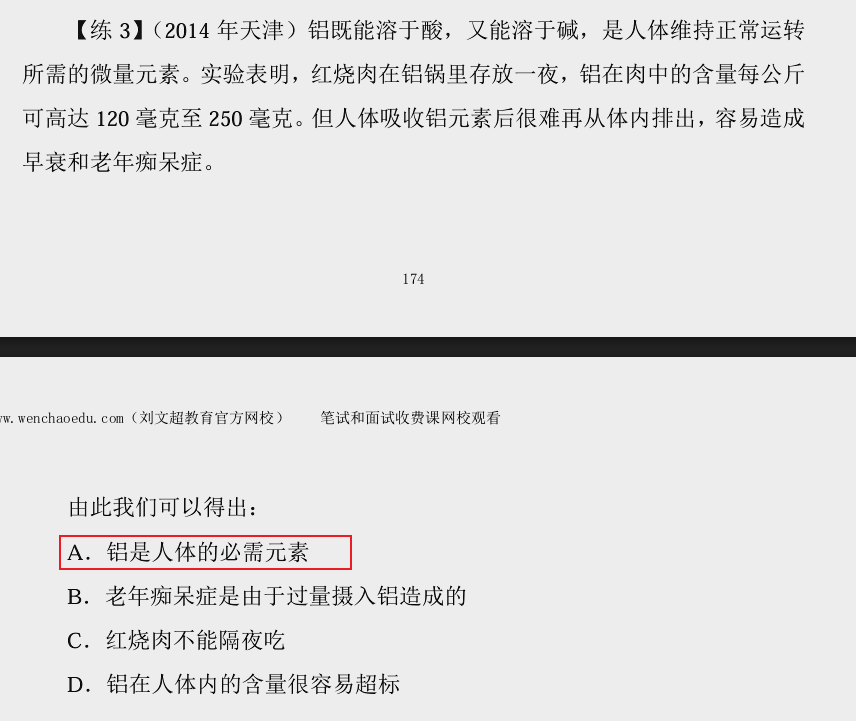 【练 3】（2014 年天津）铝既能溶于酸，又能溶于碱，是人体维持正常运转
所需的微量元素。实验表明，红烧肉在铝锅里存放一夜，铝在肉中的含量每公斤
可高达 120 毫克至 250 毫克。但人体吸收铝元素后很难再从体内排出，容易造成
早衰和老年痴呆症。
174
w.wenchaoedu.com（刘文超教育官方网校） 笔试和面试收费课网校观看
由此我们可以得出：
A．铝是人体的必需元素
B．老年痴呆症是由于过量摄入铝造成的
C．红烧肉不能隔夜吃
D．铝在人体内的含量很容易超标